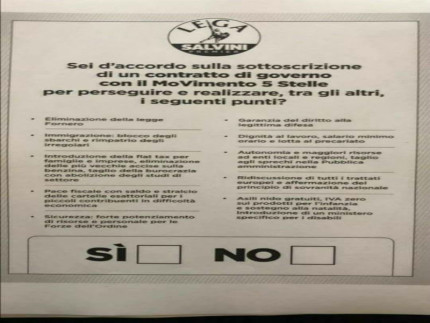 LEGA
SALVINI
PREMIER
Sei d'accordo sulla sottoscrizione
di un contratto di governo
con il MoVimento 5 Stelle
per perseguire e realizzare, tra gli altri,
i seguenti punti?
- Eliminazione della legge
Fornero
- Immigrazione: blocco degli
sbarchi e rimpatrio degli
irregolari
- Introduzione della flat tax per
famiglie e imprese, eliminazione
delle più vecchie accise sulla
benzina, taglio della burocrazia
con abolizione degli studi di
settore
- Pace fiscale con saldo e stralcio
delle cartelle esattoriali per i
piccoli contribuenti in difficoltà
economica
- Sicurezza: forte potenziamento
di risorse e personale per le
Forze dell'Ordine
- Garanzia del diritto alla
legittima difesa
- Dignità al lavoro, salario minimo
orario e lotta al precariato
- Autonomia e maggiori risorse
ad enti locali e regioni, taglio
agli sprechi nella Pubblica
amministrazione
- Ridiscussione di tutti i trattati
europei e affermazione del
principio di sovranità nazionale
- Asili nido gratuiti, IVA zero
sui prodotti per l'infanzia
e sostegno alla natalità,
Introduzione di un ministero
specifico per i disabili
SÌ
NO